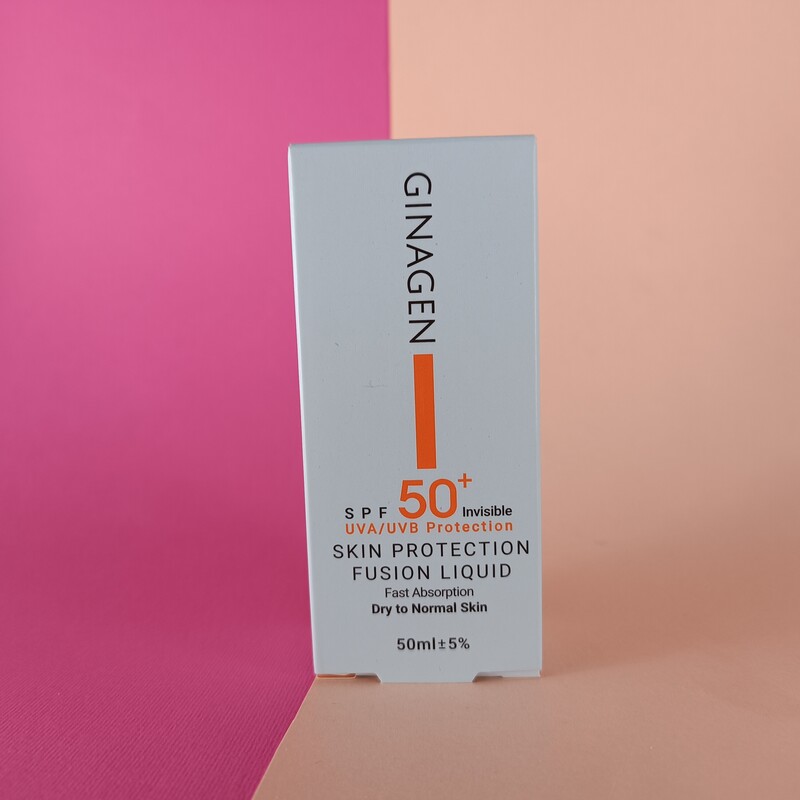 GINAGEN
SPF 50+ Invisible
UVA/UVB Protection
SKIN PROTECTION
FUSION LIQUID
Fast Absorption
Dry to Normal Skin
50ml±5%